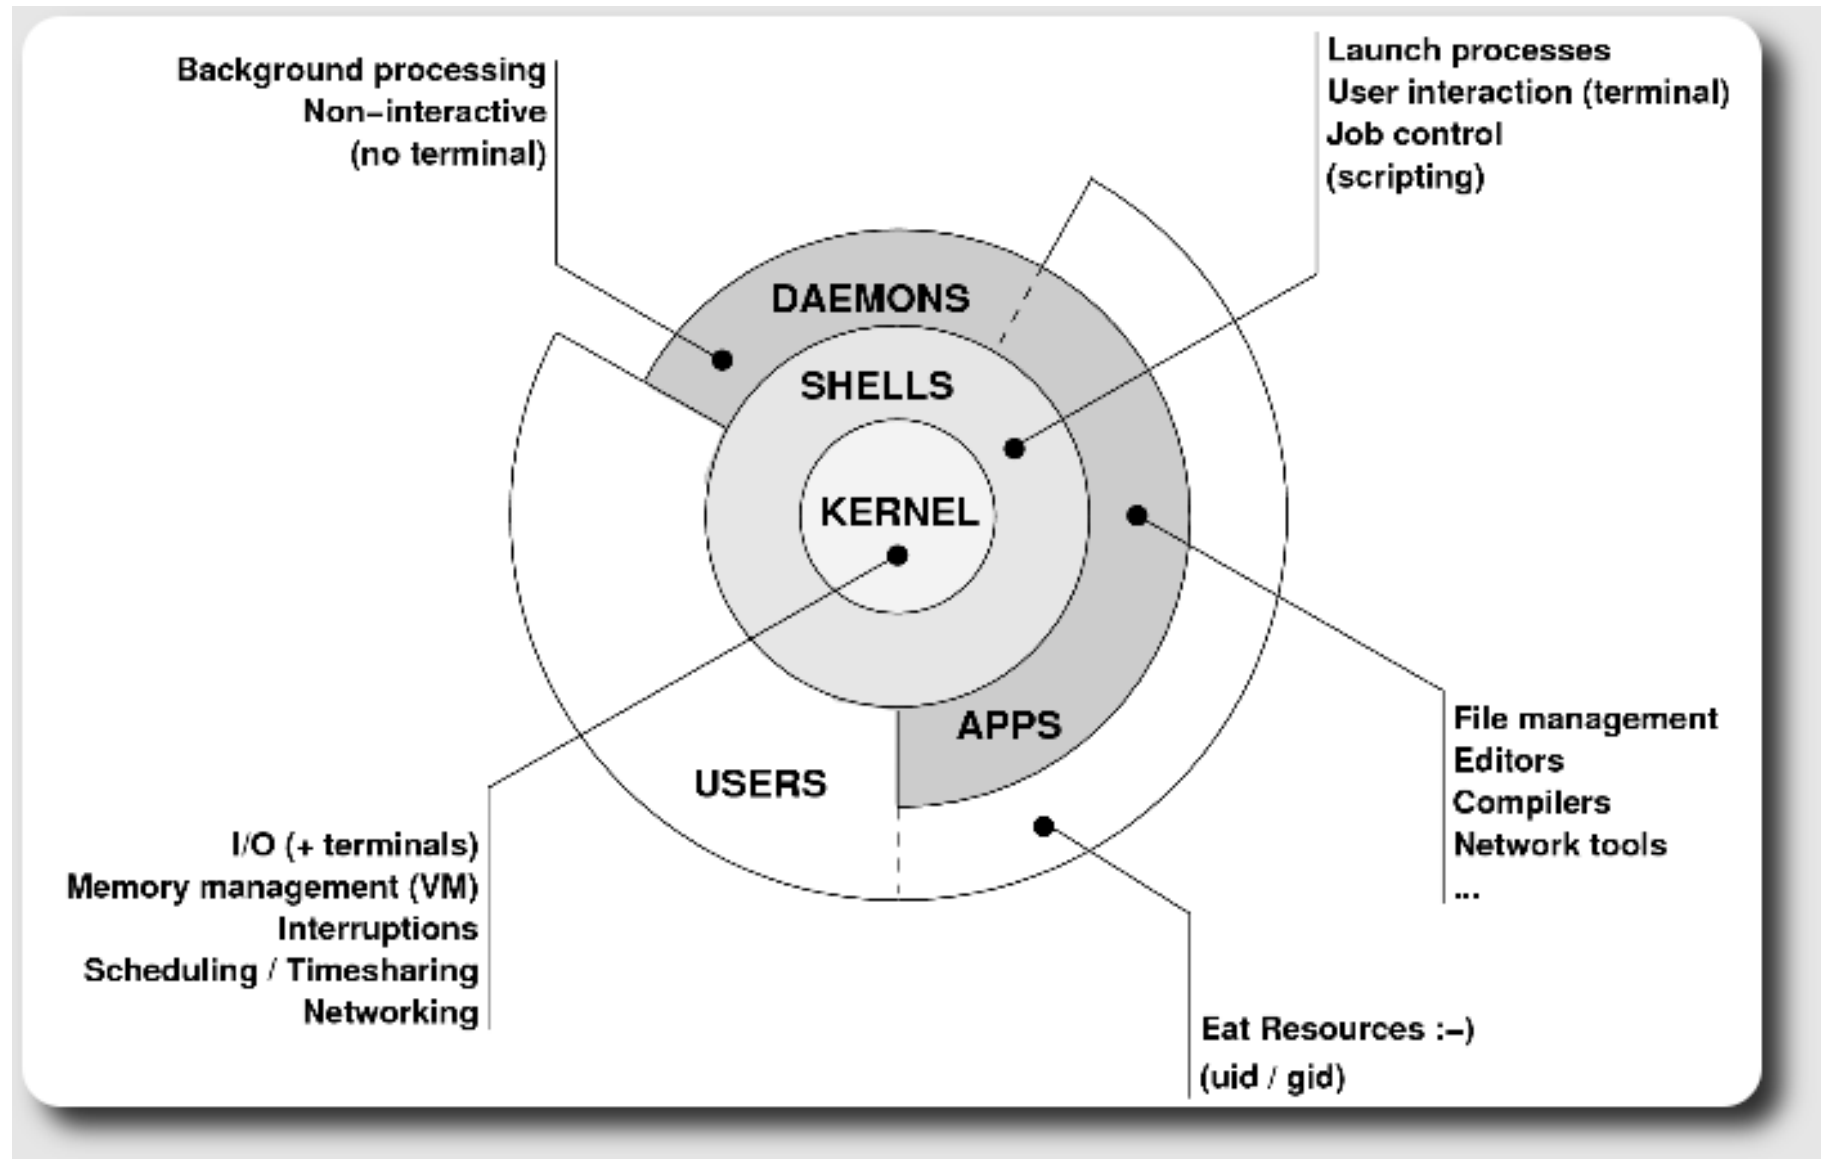 Background processing
Non-interactive
(no terminal)
Launch processes
User interaction (terminal)
Job control
(scripting)
DAEMONS
SHELLS
KERNEL
APPS
USERS
I/O (+ terminals)
Memory management (VM)
Interruptions
Scheduling / Timesharing
Networking
File management
Editors
Compilers
Network tools
...
Eat Resources :-)
(uid / gid)